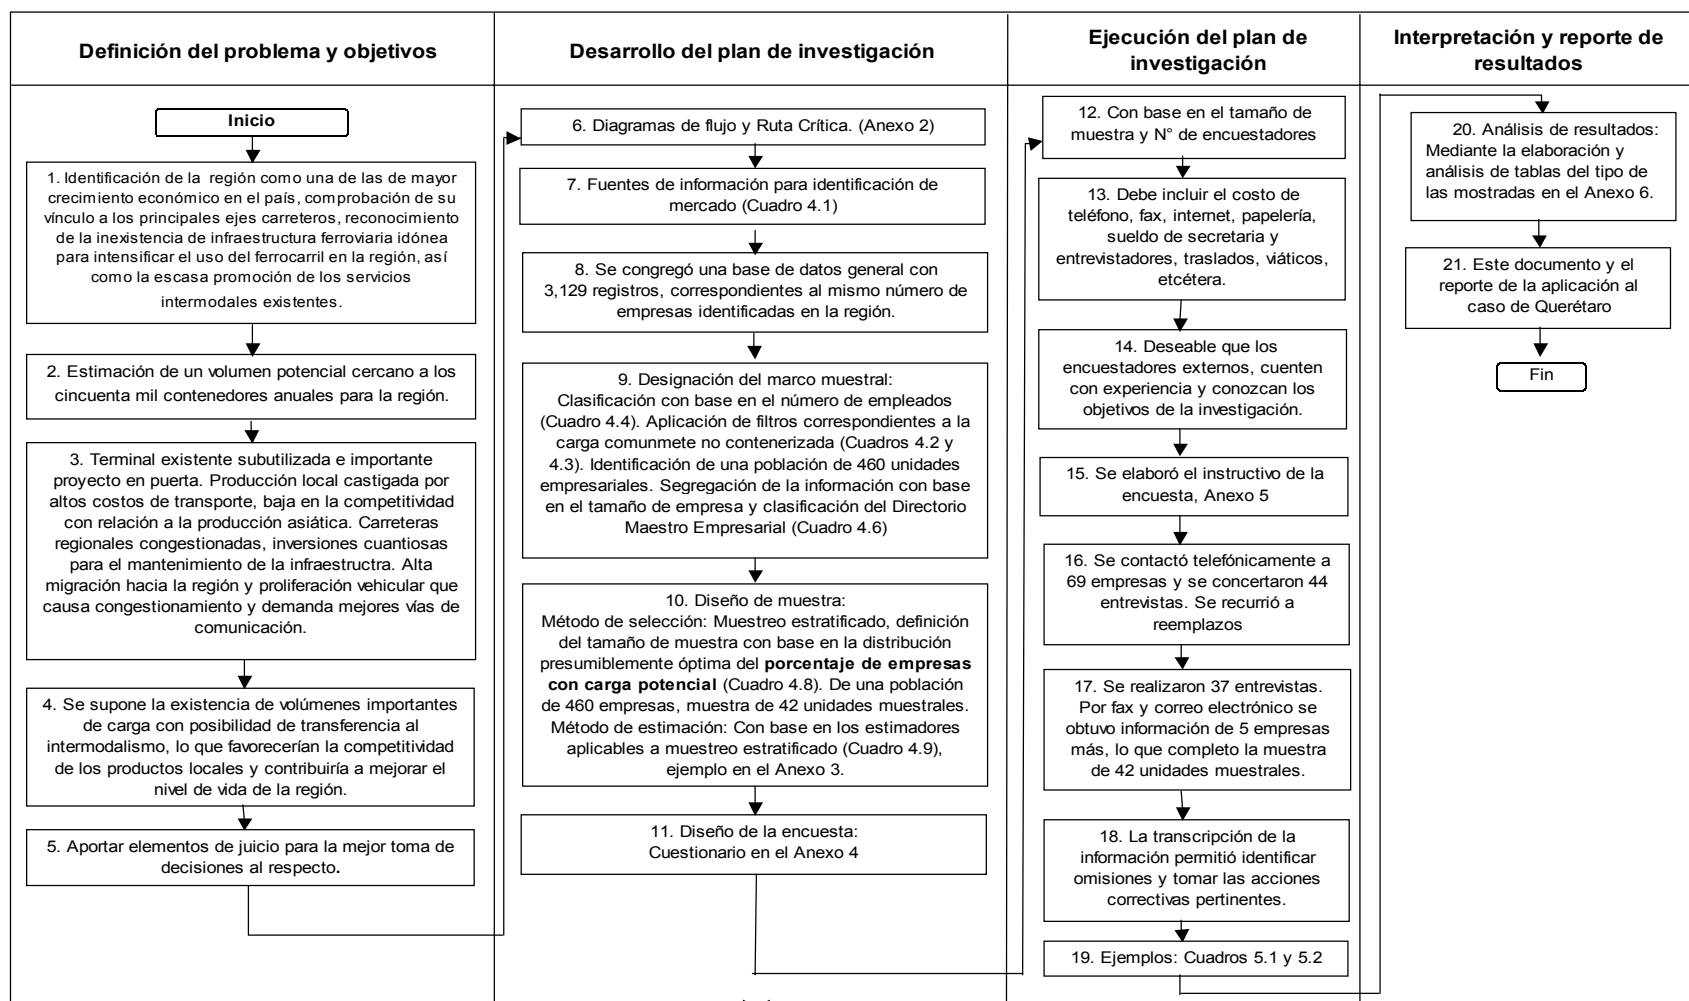 Definición del problema y objetivos
Inicio
1. Identificación de la región como una de las de mayor
crecimiento económico en el país, comprobación de su
vínculo a los principales ejes carreteros, reconocimiento
de la inexistencia de infraestructura ferroviaria idónea
para intensificar el uso del ferrocarril en la región, así
como la escasa promoción de los servicios
intermodales existentes.
2. Estimación de un volumen potencial cercano a los
cincuenta mil contenedores anuales para la región.
3. Terminal existente subutilizada e importante
proyecto en puerta. Producción local castigada por
altos costos de transporte, baja en la competitividad
con relación a la producción asiática. Carreteras
regionales congestionadas, inversiones cuantiosas
para el mantenimiento de la infraestructra. Alta
migración hacia la región y proliferación vehicular que
causa congestionamiento y demanda mejores vías de
comunicación.
4. Se supone la existencia de volúmenes importantes
de carga con posibilidad de transferencia al
intermodalismo, lo que favorecerían la competitividad
de los productos locales y contribuiría a mejorar el
nivel de vida de la región.
5. Aportar elementos de juicio para la mejor toma de
decisiones al respecto.
Desarrollo del plan de investigación
6. Diagramas de flujo y Ruta Crítica. (Anexo 2)
7. Fuentes de información para identificación de
mercado (Cuadro 4.1)
8. Se congregó una base de datos general con
3,129 registros, correspondientes al mismo número de
empresas identificadas en la región.
9. Designación del marco muestral:
Clasificación con base en el número de empleados
(Cuadro 4.4). Aplicación de filtros correspondientes a la
carga comunmete no contenerizada (Cuadros 4.2 y
4.3). Identificación de una población de 460 unidades
empresariales. Segregación de la información con base
en el tamaño de empresa y clasificación del Directorio
Maestro Empresarial (Cuadro 4.6)
10. Diseño de muestra:
Método de selección: Muestreo estratificado, definición
del tamaño de muestra con base en la distribución
presumiblemente óptima del porcentaje de empresas
con carga potencial (Cuadro 4.8). De una población
de 460 empresas, muestra de 42 unidades muestrales.
Método de estimación: Con base en los estimadores
aplicables a muestreo estratificado (Cuadro 4.9),
ejemplo en el Anexo 3.
11. Diseño de la encuesta:
Cuestionario en el Anexo 4
Ejecución del plan de
investigación
12. Con base en el tamaño de
muestra y N° de encuestadores
13. Debe incluir el costo de
teléfono, fax, internet, papelería,
sueldo de secretaria y
entrevistadores, traslados, viáticos,
etcétera.
14. Deseable que los
encuestadores externos, cuenten
con experiencia y conozcan los
objetivos de la investigación.
15. Se elaboró el instructivo de la
encuesta, Anexo 5
16. Se contactó telefónicamente a
69 empresas y se concertaron 44
entrevistas. Se recurrió a
reemplazos
17. Se realizaron 37 entrevistas.
Por fax y correo electrónico se
obtuvo información de 5 empresas
más, lo que completo la muestra
de 42 unidades muestrales.
18. La transcripción de la
información permitió identificar
omisiones y tomar las acciones
correctivas pertinentes.
19. Ejemplos: Cuadros 5.1 y 5.2
Interpretación y reporte de
resultados
20. Análisis de resultados:
Mediante la elaboración y
análisis de tablas del tipo de
las mostradas en el Anexo 6.
21. Este documento y el
reporte de la aplicación al
caso de Querétaro
Fin